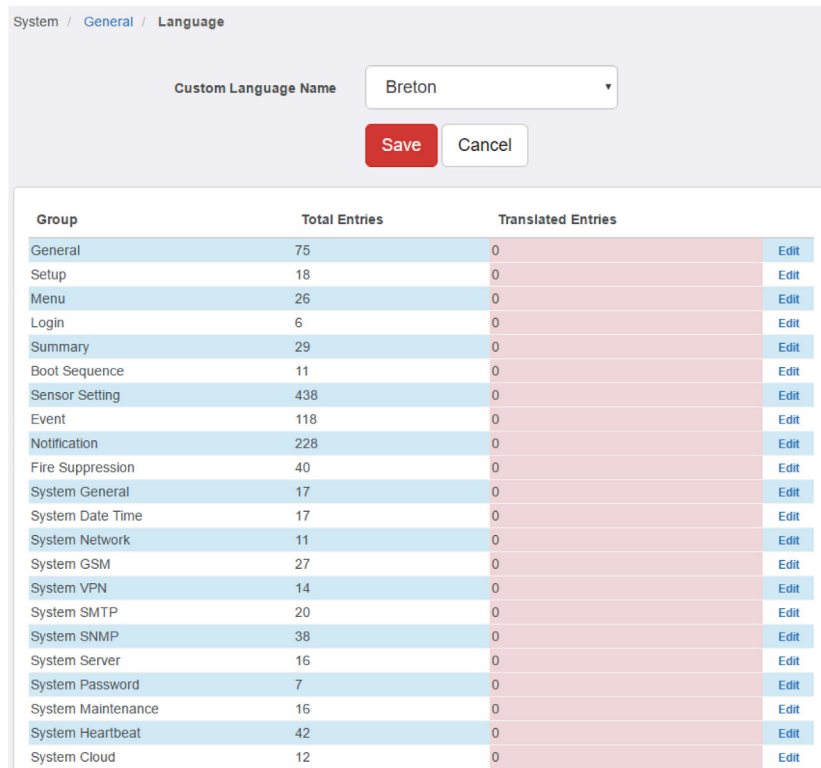 System / General / Language
Custom Language Name Breton
Save Cancel
Group Total Entries Translated Entries
General 75 0 Edit
Setup 18 0 Edit
Menu 26 0 Edit
Login 6 0 Edit
Summary 29 0 Edit
Boot Sequence 11 0 Edit
Sensor Setting 438 0 Edit
Event 118 0 Edit
Notification 228 0 Edit
Fire Suppression 40 0 Edit
System General 17 0 Edit
System Date Time 17 0 Edit
System Network 11 0 Edit
System GSM 27 0 Edit
System VPN 14 0 Edit
System SMTP 20 0 Edit
System SNMP 38 0 Edit
System Server 16 0 Edit
System Password 7 0 Edit
System Maintenance 16 0 Edit
System Heartbeat 42 0 Edit
System Cloud 12 0 Edit